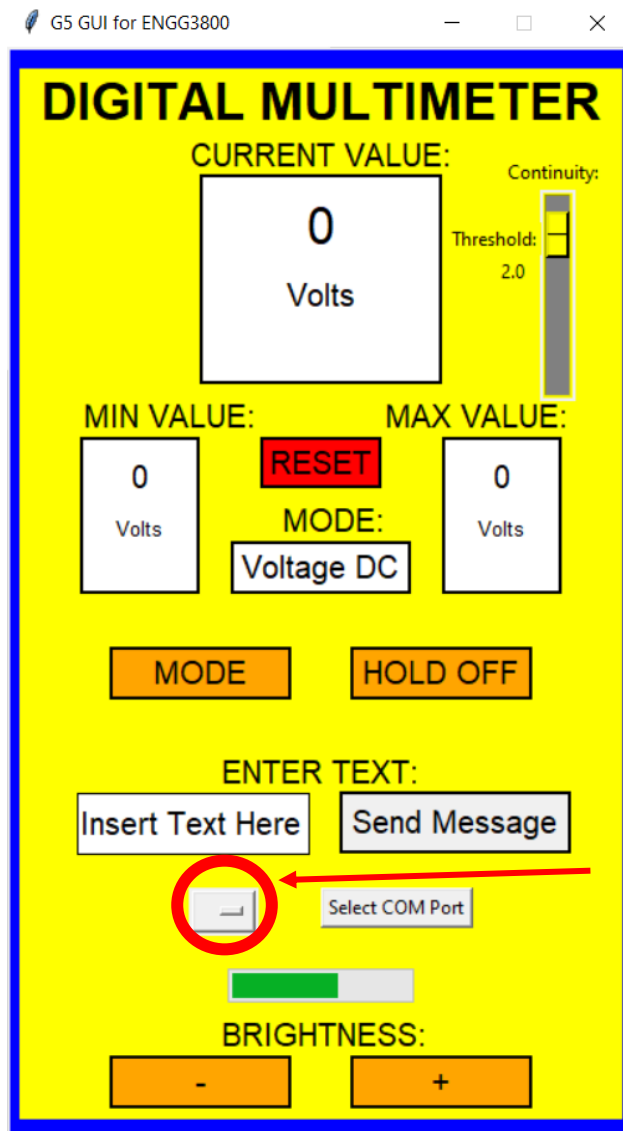 G5 GUI for ENGG3800
DIGITAL MULTIMETER
CURRENT VALUE:
Continuity:
0
Volts
Threshold:
2.0
MIN VALUE:
MAX VALUE:
0
Volts
RESET
MODE:
Voltage DC
0
Volts
MODE
HOLD OFF
ENTER TEXT:
Insert Text Here
Send Message
Select COM Port
BRIGHTNESS:
-
+